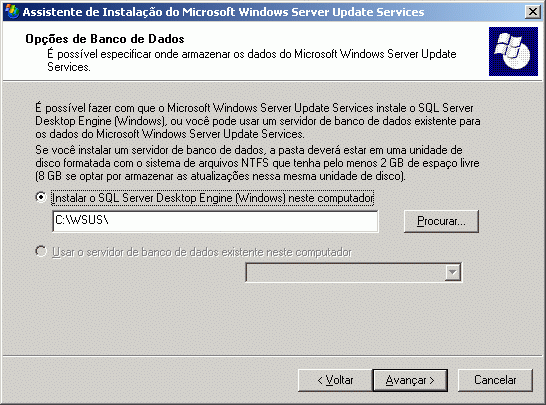 Assistente de Instalação do Microsoft Windows Server Update Services
Opções de Banco de Dados
É possível especificar onde armazenar os dados do Microsoft Windows Server Update
Services.
É possível fazer com que o Microsoft Windows Server Update Services instale o SQL Server
Desktop Engine (Windows), ou você pode usar um servidor de banco de dados existente para
os dados do Microsoft Windows Server Update Services.
Se você instalar um servidor de banco de dados, a pasta deverá estar em uma unidade de
disco formatada com o sistema de arquivos NTFS que tenha pelo menos 2 GB de espaço livre
(8 GB se optar por armazenar as atualizações nessa mesma unidade de disco).
Instalar o SQL Server Desktop Engine (Windows) neste computador
C:\WSUS\
Procurar...
Usar o servidor de banco de dados existente neste computador
< Voltar
Avançar >
Cancelar